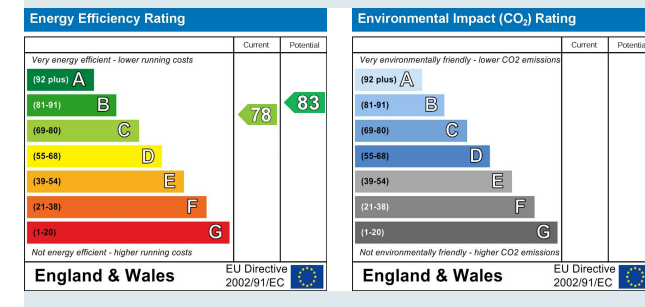 Energy Efficiency Rating
Current Potential
Very energy efficient - lower running costs
(92 plus) A
(81-91) B
(69-80) C
(55-68) D
(39-54) E
(21-38) F
(1-20) G
78
83
Not energy efficient - higher running costs
England & Wales
EU Directive
2002/91/EC
Environmental Impact (CO₂) Rating
Current Potentia
Very environmentally friendly - lower CO2 emissions
(92 plus) A
(81-91) B
(69-80) C
(55-68) D
(39-54) E
(21-38) F
(1-20) G
Not environmentally friendly - higher CO2 emissions
England & Wales
EU Directive
2002/91/EC